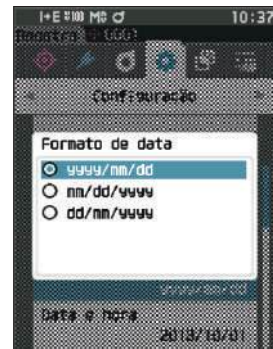 I+E 10:37
Configuração
Formato de data
yyyy/mm/dd
mm/dd/yyyy
dd/mm/yyyy
yyyy/mm/dd
Data e hora
2013/10/01